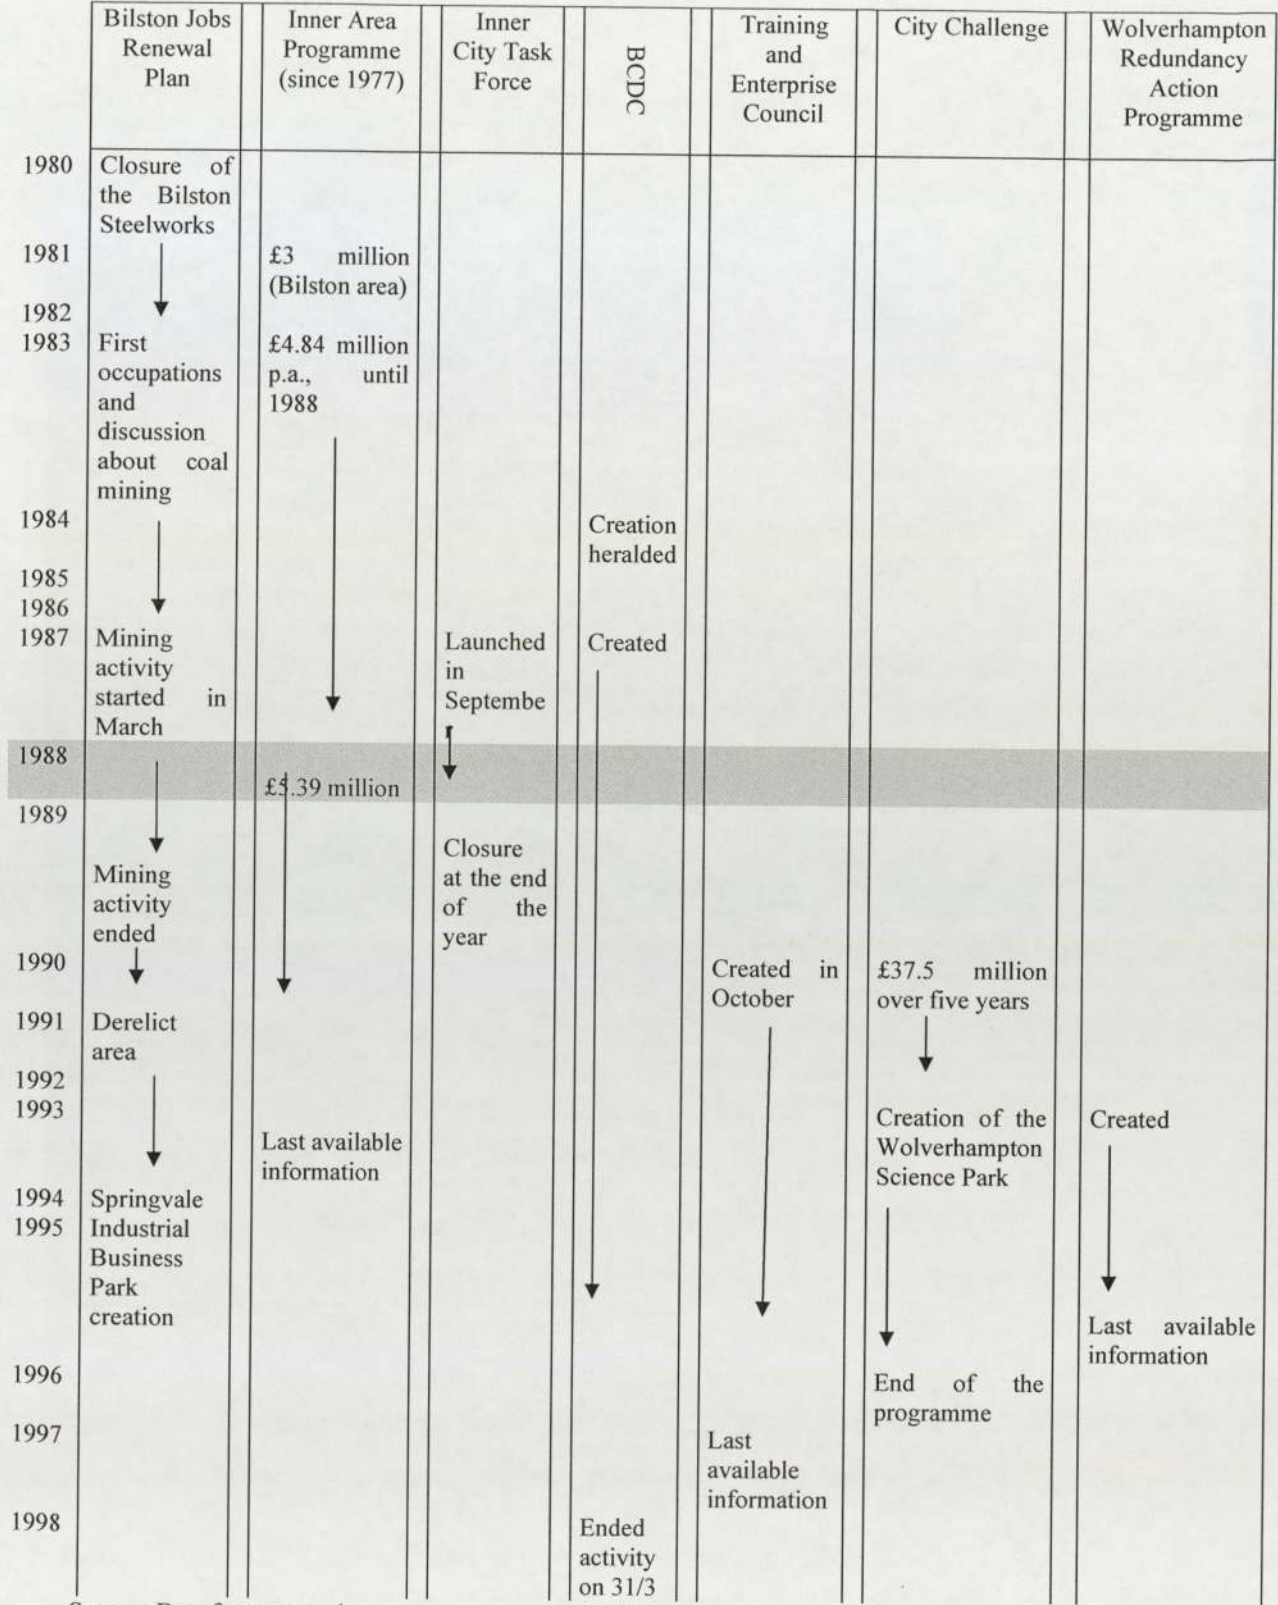 Bilston Jobs
Renewal
Plan
Inner Area
Programme
(since 1977)
Inner
City Task
Force
BCDC
Training
and
Enterprise
Council
City Challenge
Wolverhampton
Redundancy
Action
Programme
1980
Closure of
the Bilston
Steelworks
1981
£3 million
(Bilston area)
1982
1983
First
occupations
and
discussion
about coal
mining
£4.84 million
p.a., until
1988
1984
Creation
heralded
1985
1986
1987
Mining
activity
started in
March
Launched
in
Septembe
r
Created
1988
£5.39 million
1989
Mining
activity
ended
Closure
at the end
of the
year
1990
Created in
October
£37.5 million
over five years
1991
Derelict
area
1992
1993
Last available
information
Creation of the
Wolverhampton
Science Park
Created
1994
Springvale
1995
Industrial
Business
Park
creation
Last available
information
1996
End of the
programme
1997
Last
available
information
1998
Ended
activity
on 31/3